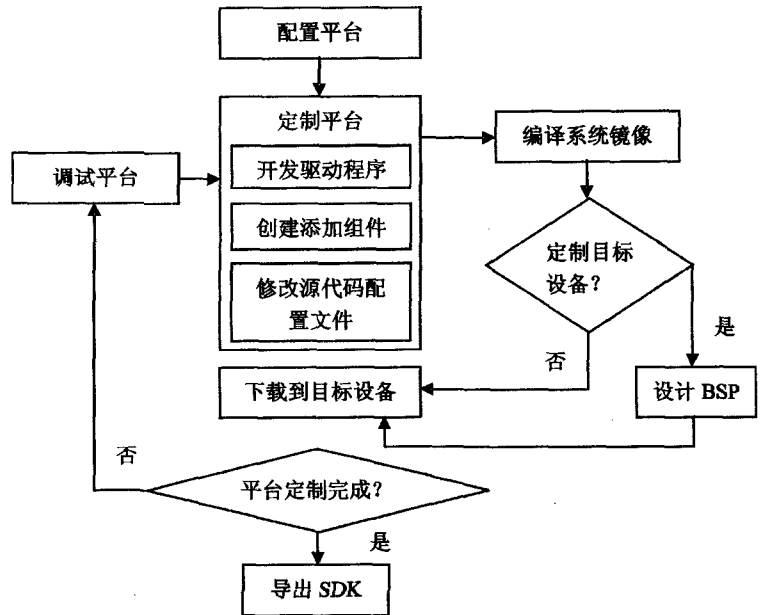 配置平台
定制平台
开发驱动程序
创建添加组件
修改源代码配
置文件
调试平台
编译系统镜像
定制目标
设备？
是
否
下载到目标设备
设计 BSP
否
平台定制完成？
是
导出 SDK